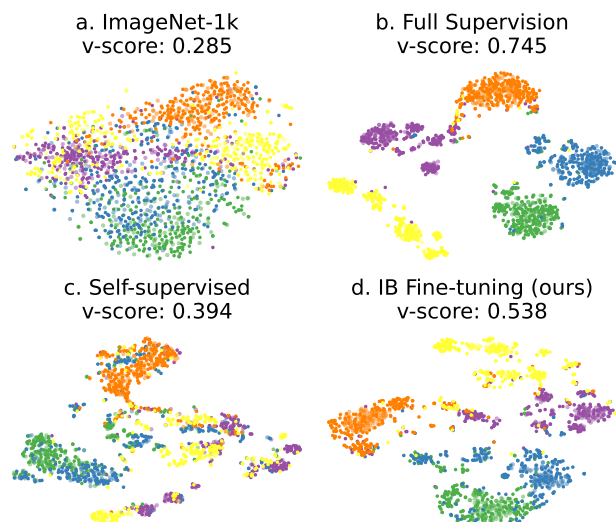 a. ImageNet-1k
v-score: 0.285
b. Full Supervision
v-score: 0.745
c. Self-supervised
v-score: 0.394
d. IB Fine-tuning (ours)
v-score: 0.538